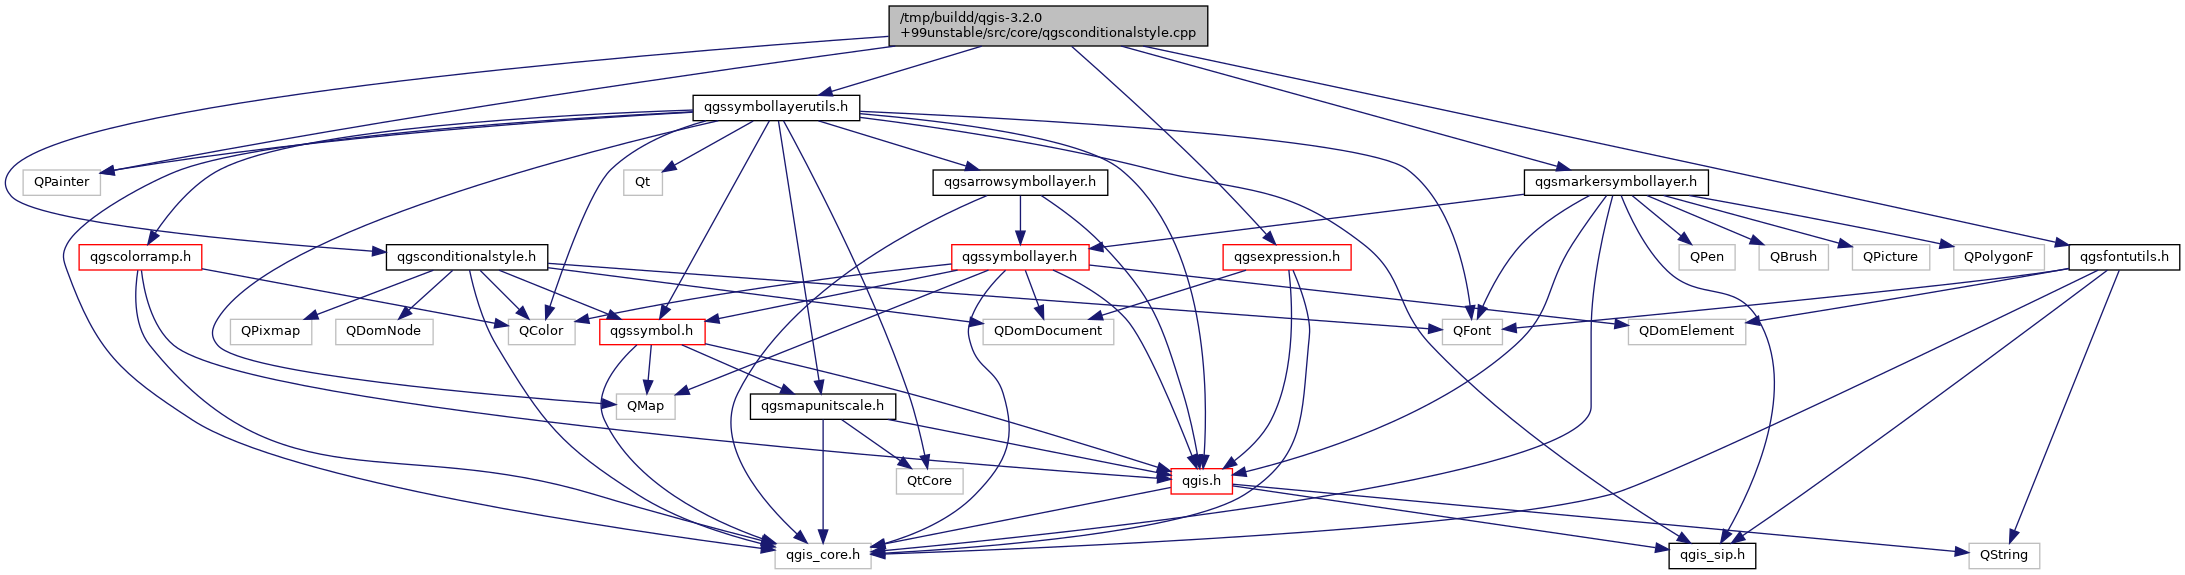 /tmp/buildd/qgis-3.2.0
+99unstable/src/core/qgsconditionalstyle.cpp
qgssymbollayerutils.h
QPainter
Qt
qgsarrowsymbollayer.h
qgsmarkersymbollayer.h
qgscolorramp.h
qgsconditionalstyle.h
qgssymbollayer.h
qgsexpression.h
QPen
QBrush
QPicture
QPolygonF
qgsfontutils.h
QPixmap
QDomNode
QColor
qgssymbol.h
QDomDocument
QFont
QDomElement
QMap
qgsmapunitscale.h
QtCore
qgis.h
qgis_core.h
qgis_sip.h
QString